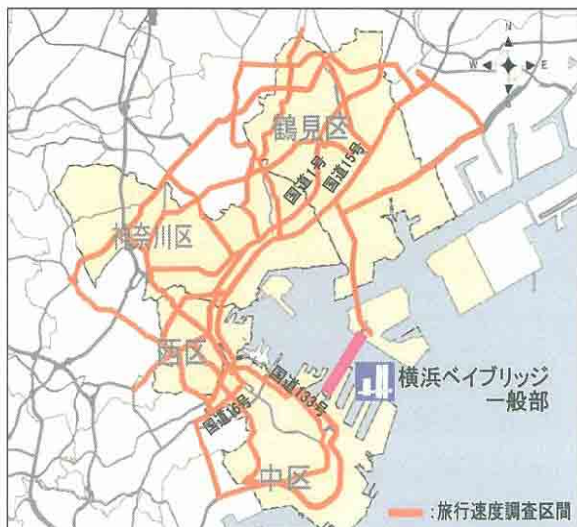 N
W
E
鶴見区
国道1号
国道15号
神奈川区
西区
国道133号
国道16号
中区
横浜ベイブリッジ
一般部
:旅行速度調査区間